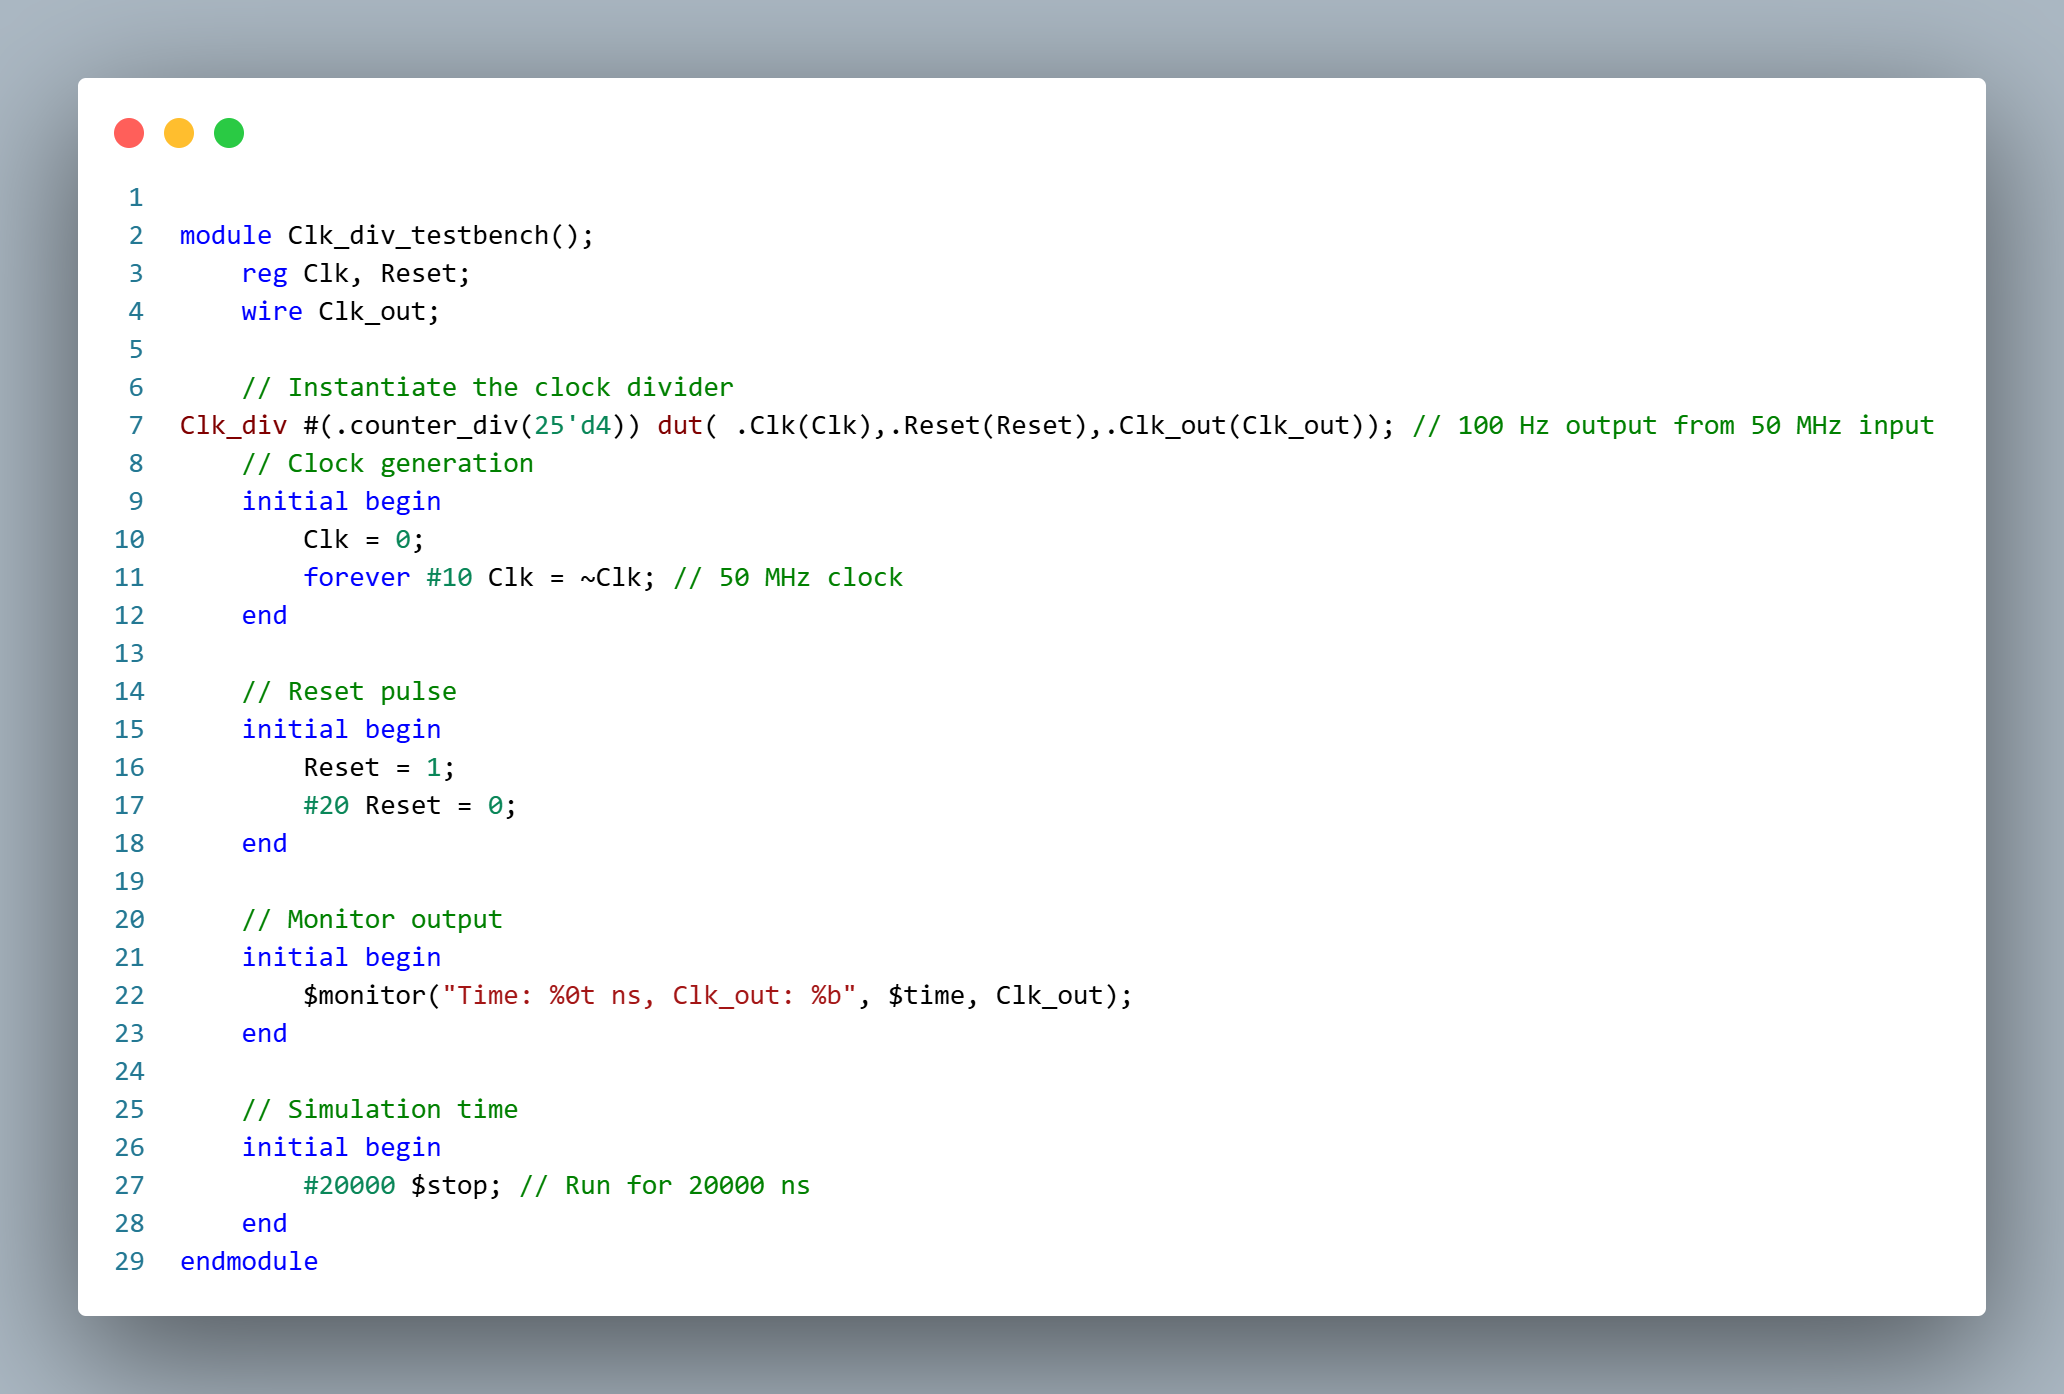 1
2 module Clk_div_testbench();
3     reg Clk, Reset;
4     wire Clk_out;
5
6     // Instantiate the clock divider
7 Clk_div #(.counter_div(25'd4)) dut( .Clk(Clk),.Reset(Reset),.Clk_out(Clk_out)); // 100 Hz output from 50 MHz input
8     // Clock generation
9     initial begin
10         Clk = 0;
11         forever #10 Clk = ~Clk; // 50 MHz clock
12     end
13
14     // Reset pulse
15     initial begin
16         Reset = 1;
17         #20 Reset = 0;
18     end
19
20     // Monitor output
21     initial begin
22         $monitor("Time: %0t ns, Clk_out: %b", $time, Clk_out);
23     end
24
25     // Simulation time
26     initial begin
27         #20000 $stop; // Run for 20000 ns
28     end
29 endmodule